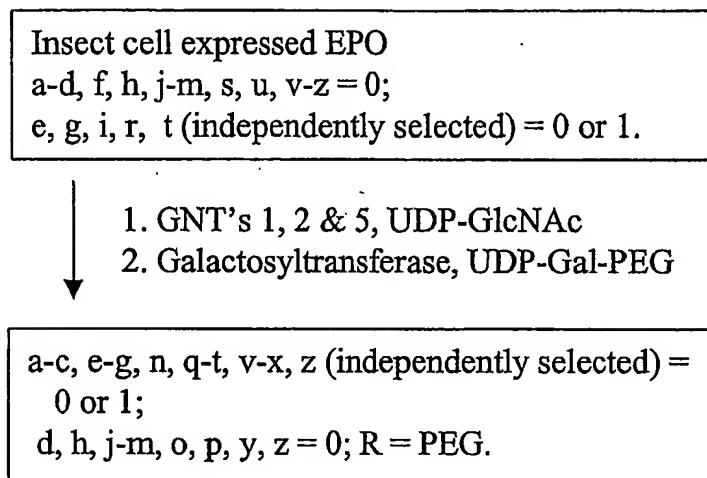 Insect cell expressed EPO
a-d, f, h, j-m, s, u, v-z = 0;
e, g, i, r, t (independently selected) = 0 or 1.
1. GNT's 1, 2 & 5, UDP-GlcNAc
2. Galactosyltransferase, UDP-Gal-PEG
a-c, e-g, n, q-t, v-x, z (independently selected) =
0 or 1;
d, h, j-m, o, p, y, z = 0; R = PEG.